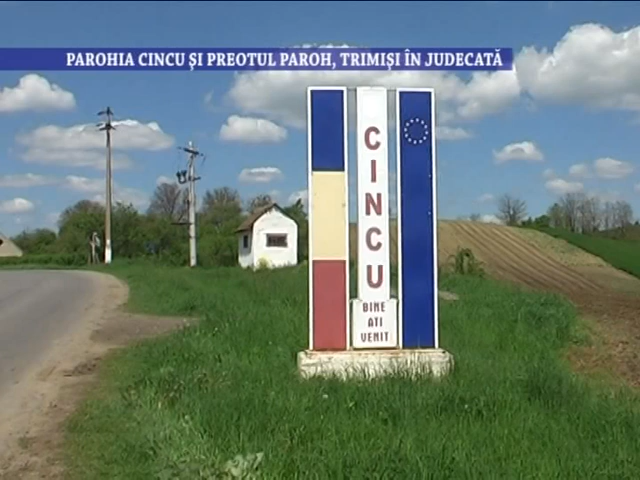 PAROHIA CINCU ȘI PREOTUL PAROH, TRIMIȘI ÎN JUDECATĂ
CINCU
BINE
ATI
VENIT